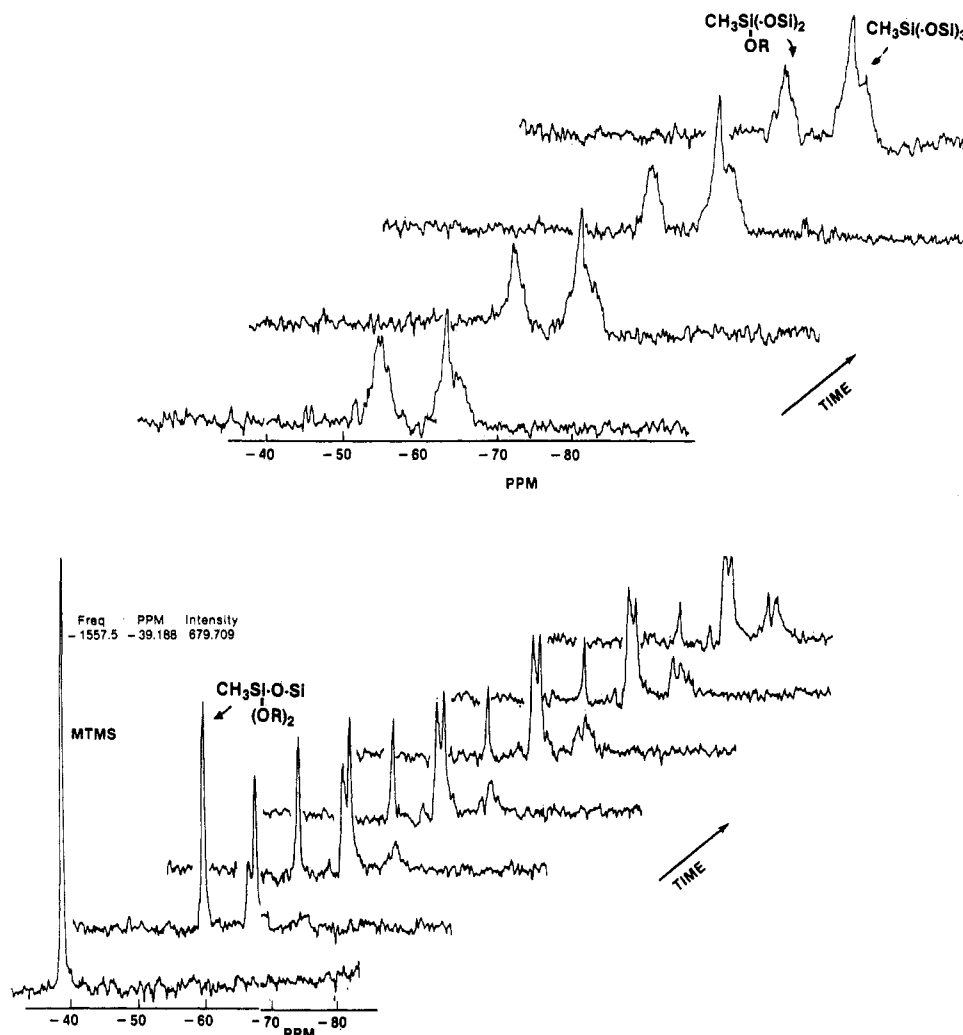 CH3Si(·OSi)2
OR
CH3Si(·OSI)3
TIME
-40 -50 -60 -70 -80
PPM
Freq PPM Intensity
-1557.5 -39.188 679.709
CH3Si·O·Si
(OR)2
MTMS
TIME
-40 -50 -60 -70 -80
PPM